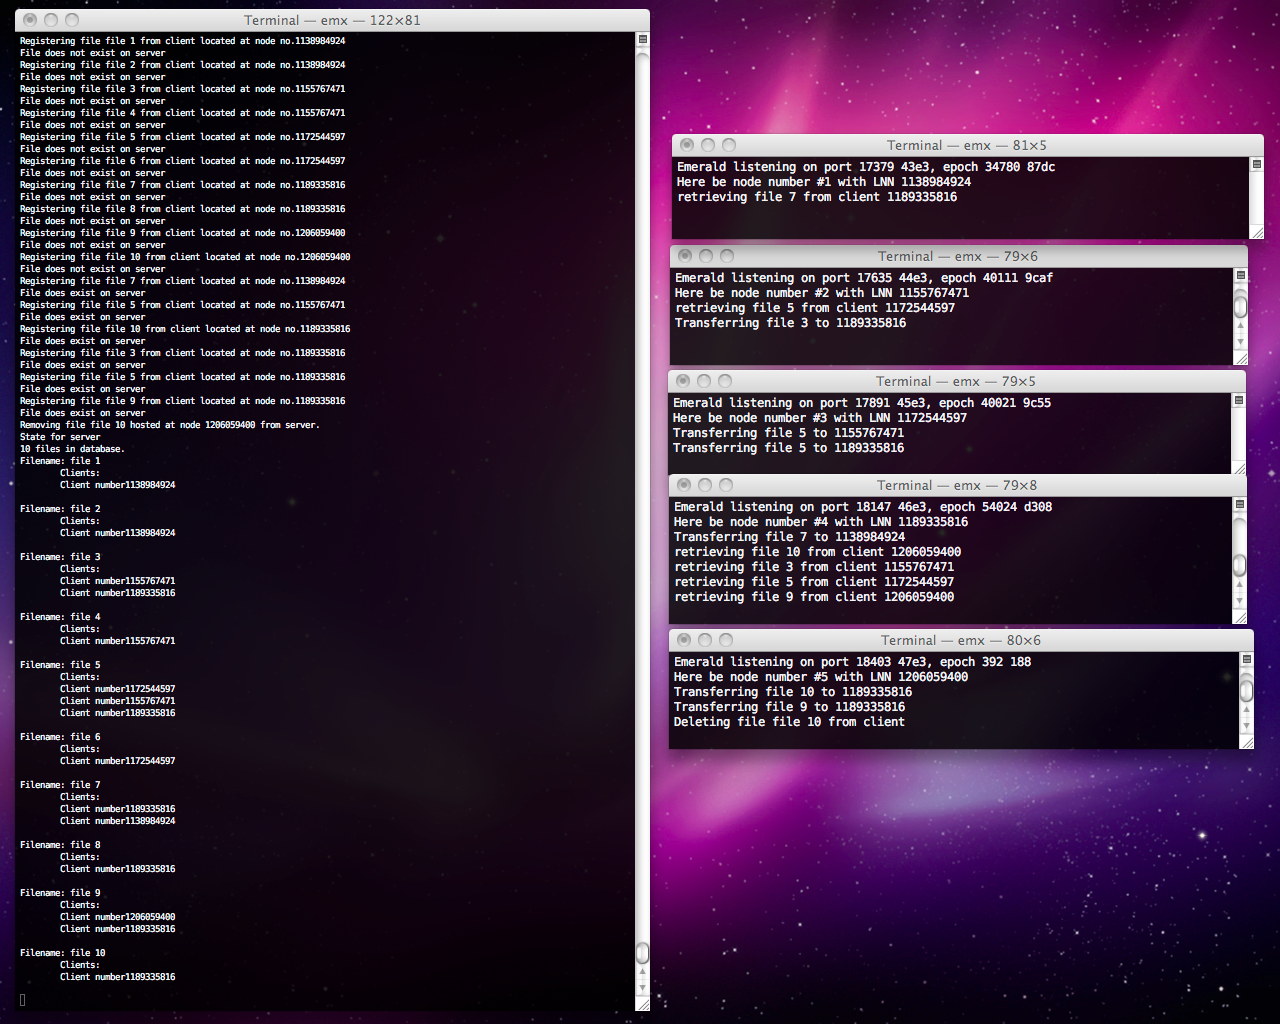 Terminal — emx — 122×81
Registering file file 1 from client located at node no.1138984924
File does not exist on server
Registering file file 2 from client located at node no.1138984924
File does not exist on server
Registering file file 3 from client located at node no.1155767471
File does not exist on server
Registering file file 4 from client located at node no.1155767471
File does not exist on server
Registering file file 5 from client located at node no.1172544597
File does not exist on server
Registering file file 6 from client located at node no.1172544597
File does not exist on server
Registering file file 7 from client located at node no.1189335816
File does not exist on server
Registering file file 8 from client located at node no.1189335816
File does not exist on server
Registering file file 9 from client located at node no.1206059400
File does not exist on server
Registering file file 10 from client located at node no.1206059400
File does not exist on server
Registering file file 7 from client located at node no.1138984924
File does exist on server
Registering file file 5 from client located at node no.1155767471
File does exist on server
Registering file file 10 from client located at node no.1189335816
File does exist on server
Registering file file 3 from client located at node no.1189335816
File does exist on server
Registering file file 5 from client located at node no.1189335816
File does exist on server
Registering file file 9 from client located at node no.1189335816
File does exist on server
Removing file file 10 hosted at node 1206059400 from server.
State for server
10 files in database.
Filename: file 1
Clients:
Client number1138984924
Filename: file 2
Clients:
Client number1138984924
Filename: file 3
Clients:
Client number1155767471
Client number1189335816
Filename: file 4
Clients:
Client number1155767471
Filename: file 5
Clients:
Client number1172544597
Client number1155767471
Client number1189335816
Filename: file 6
Clients:
Client number1172544597
Filename: file 7
Clients:
Client number1189335816
Client number1138984924
Filename: file 8
Clients:
Client number1189335816
Filename: file 9
Clients:
Client number1206059400
Client number1189335816
Filename: file 10
Clients:
Client number1189335816
Terminal — emx — 81×5
Emerald listening on port 17379 43e3, epoch 34780 87dc
Here be node number #1 with LNN 1138984924
retrieving file 7 from client 1189335816
Terminal — emx — 79×6
Emerald listening on port 17635 44e3, epoch 40111 9caf
Here be node number #2 with LNN 1155767471
retrieving file 5 from client 1172544597
Transferring file 3 to 1189335816
Terminal — emx — 79×5
Emerald listening on port 17891 45e3, epoch 40021 9c55
Here be node number #3 with LNN 1172544597
Transferring file 5 to 1155767471
Transferring file 5 to 1189335816
Terminal — emx — 79×8
Emerald listening on port 18147 46e3, epoch 54024 d308
Here be node number #4 with LNN 1189335816
Transferring file 7 to 1138984924
retrieving file 10 from client 1206059400
retrieving file 3 from client 1155767471
retrieving file 5 from client 1172544597
retrieving file 9 from client 1206059400
Terminal — emx — 80×6
Emerald listening on port 18403 47e3, epoch 392 188
Here be node number #5 with LNN 1206059400
Transferring file 10 to 1189335816
Transferring file 9 to 1189335816
Deleting file file 10 from client